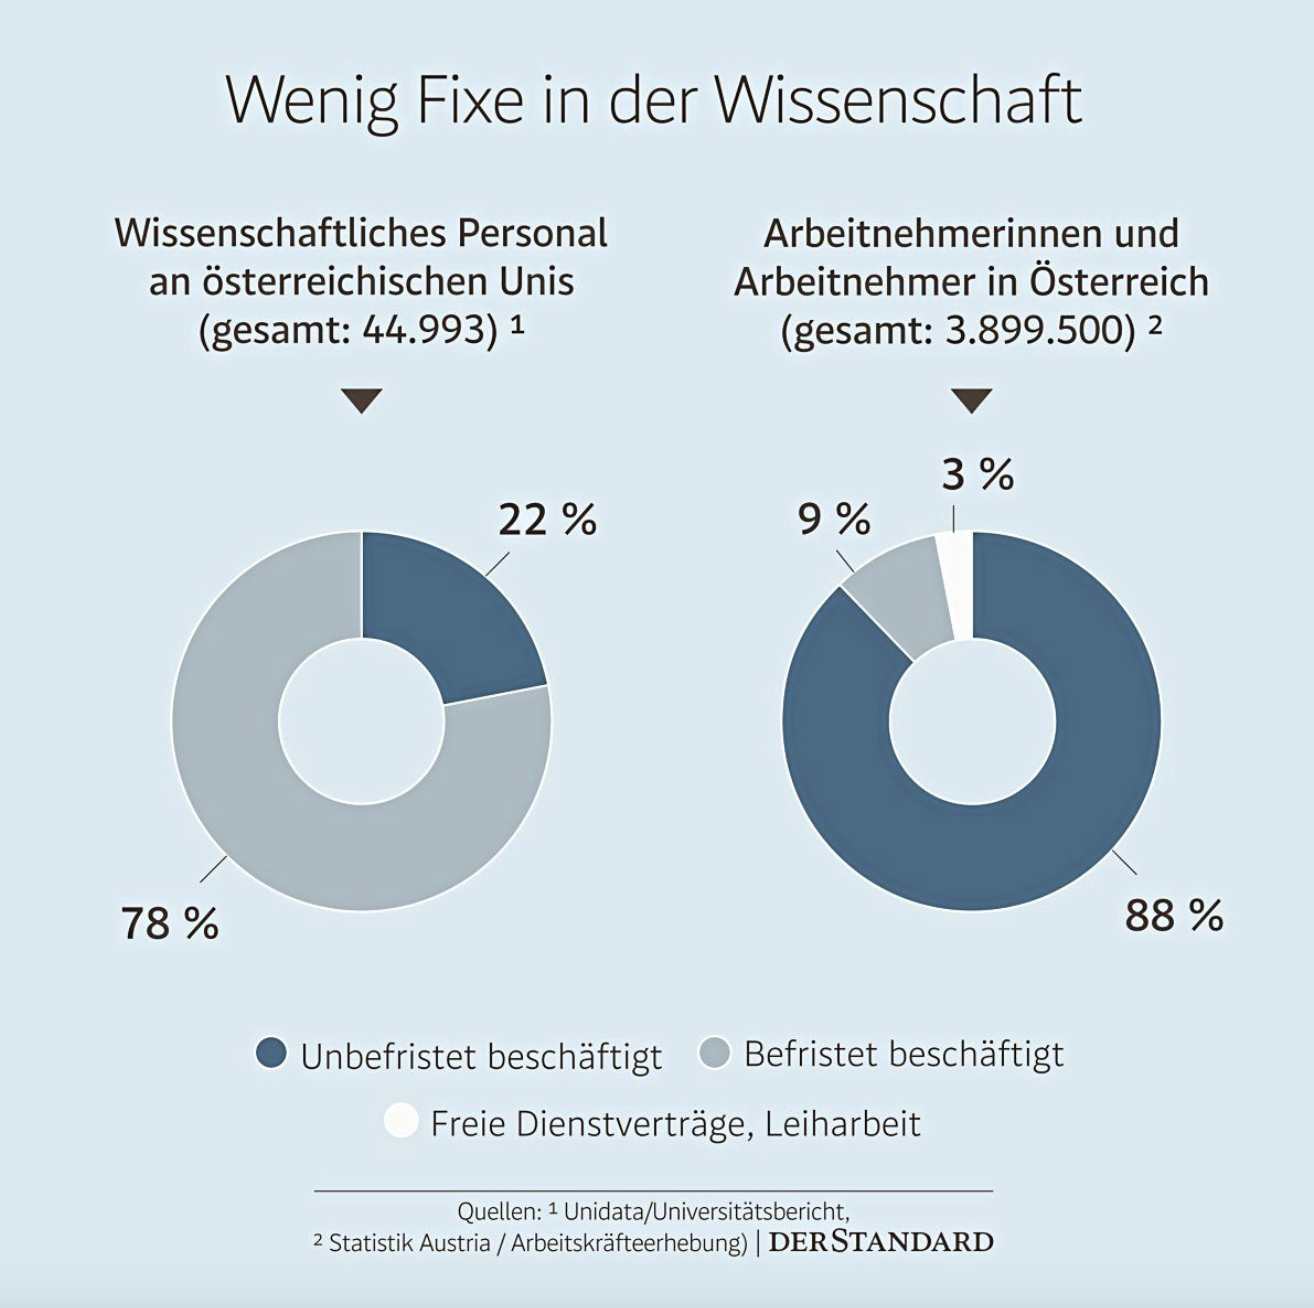 Wenig Fixe in der Wissenschaft
Wissenschaftliches Personal
an österreichischen Unis
(gesamt: 44.993) ¹
Arbeitnehmerinnen und
Arbeitnehmer in Österreich
(gesamt: 3.899.500) ²
22 %
78 %
3 %
9 %
88 %
Unbefristet beschäftigt
Befristet beschäftigt
Freie Dienstverträge, Leiharbeit
Quellen: ¹ Unidata/Universitätsbericht,
² Statistik Austria / Arbeitskräfteerhebung) | DERSTANDARD